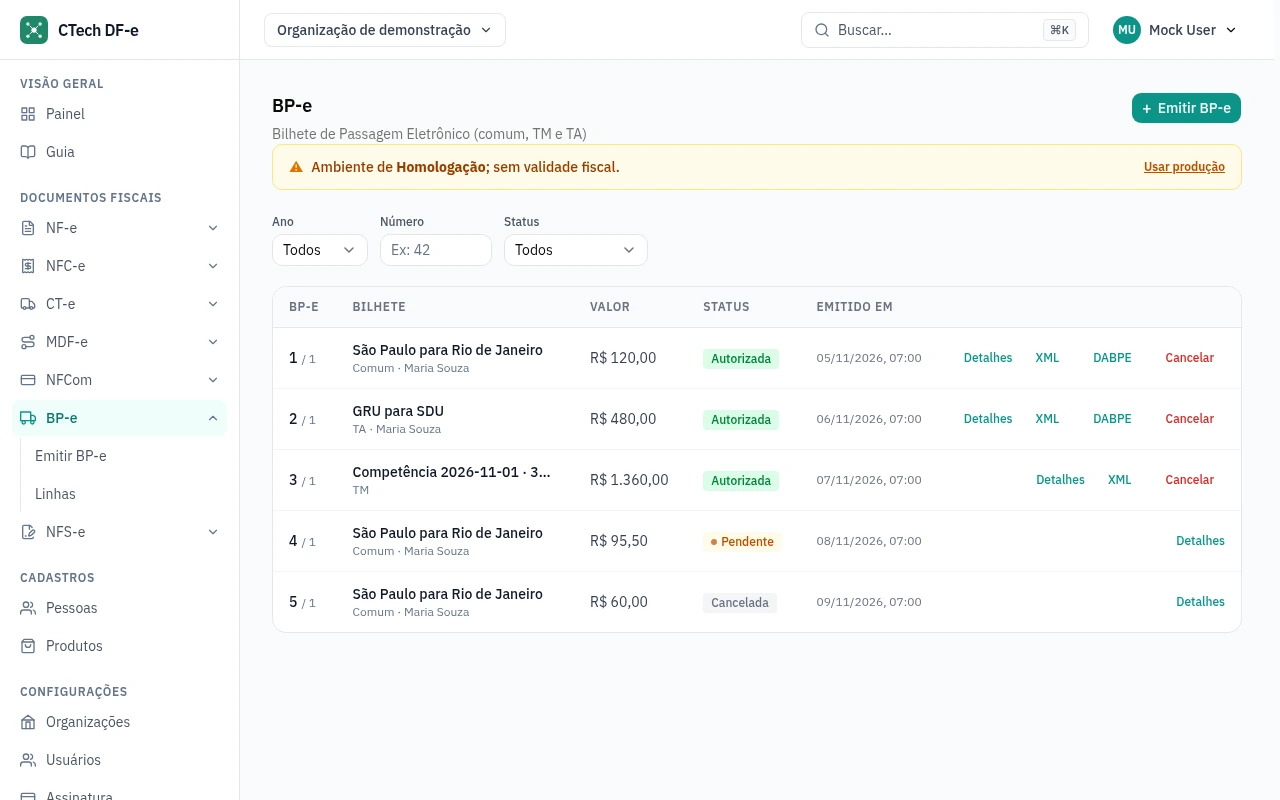 CTech DF-e
Organização de demonstração
Buscar...
⌘K
MU
Mock User
VISÃO GERAL
Painel
Guia
DOCUMENTOS FISCAIS
NF-e
NFC-e
CT-e
MDF-e
NFCom
BP-e
Emitir BP-e
Linhas
NFS-e
CADASTROS
Pessoas
Produtos
CONFIGURAÇÕES
Organizações
Usuários
Assinatura
BP-e
+ Emitir BP-e
Bilhete de Passagem Eletrônico (comum, TM e TA)
Ambiente de Homologação; sem validade fiscal.
Usar produção
Ano
Número
Status
Todos
Ex: 42
Todos
BP-E BILHETE VALOR STATUS EMITIDO EM
1 / 1 São Paulo para Rio de Janeiro R$ 120,00 Autorizada 05/11/2026, 07:00 Detalhes XML DABPE Cancelar
Comum · Maria Souza
2 / 1 GRU para SDU R$ 480,00 Autorizada 06/11/2026, 07:00 Detalhes XML DABPE Cancelar
TA · Maria Souza
3 / 1 Competência 2026-11-01 · 3... R$ 1.360,00 Autorizada 07/11/2026, 07:00 Detalhes XML Cancelar
TM
4 / 1 São Paulo para Rio de Janeiro R$ 95,50 Pendente 08/11/2026, 07:00 Detalhes
Comum · Maria Souza
5 / 1 São Paulo para Rio de Janeiro R$ 60,00 Cancelada 09/11/2026, 07:00 Detalhes
Comum · Maria Souza